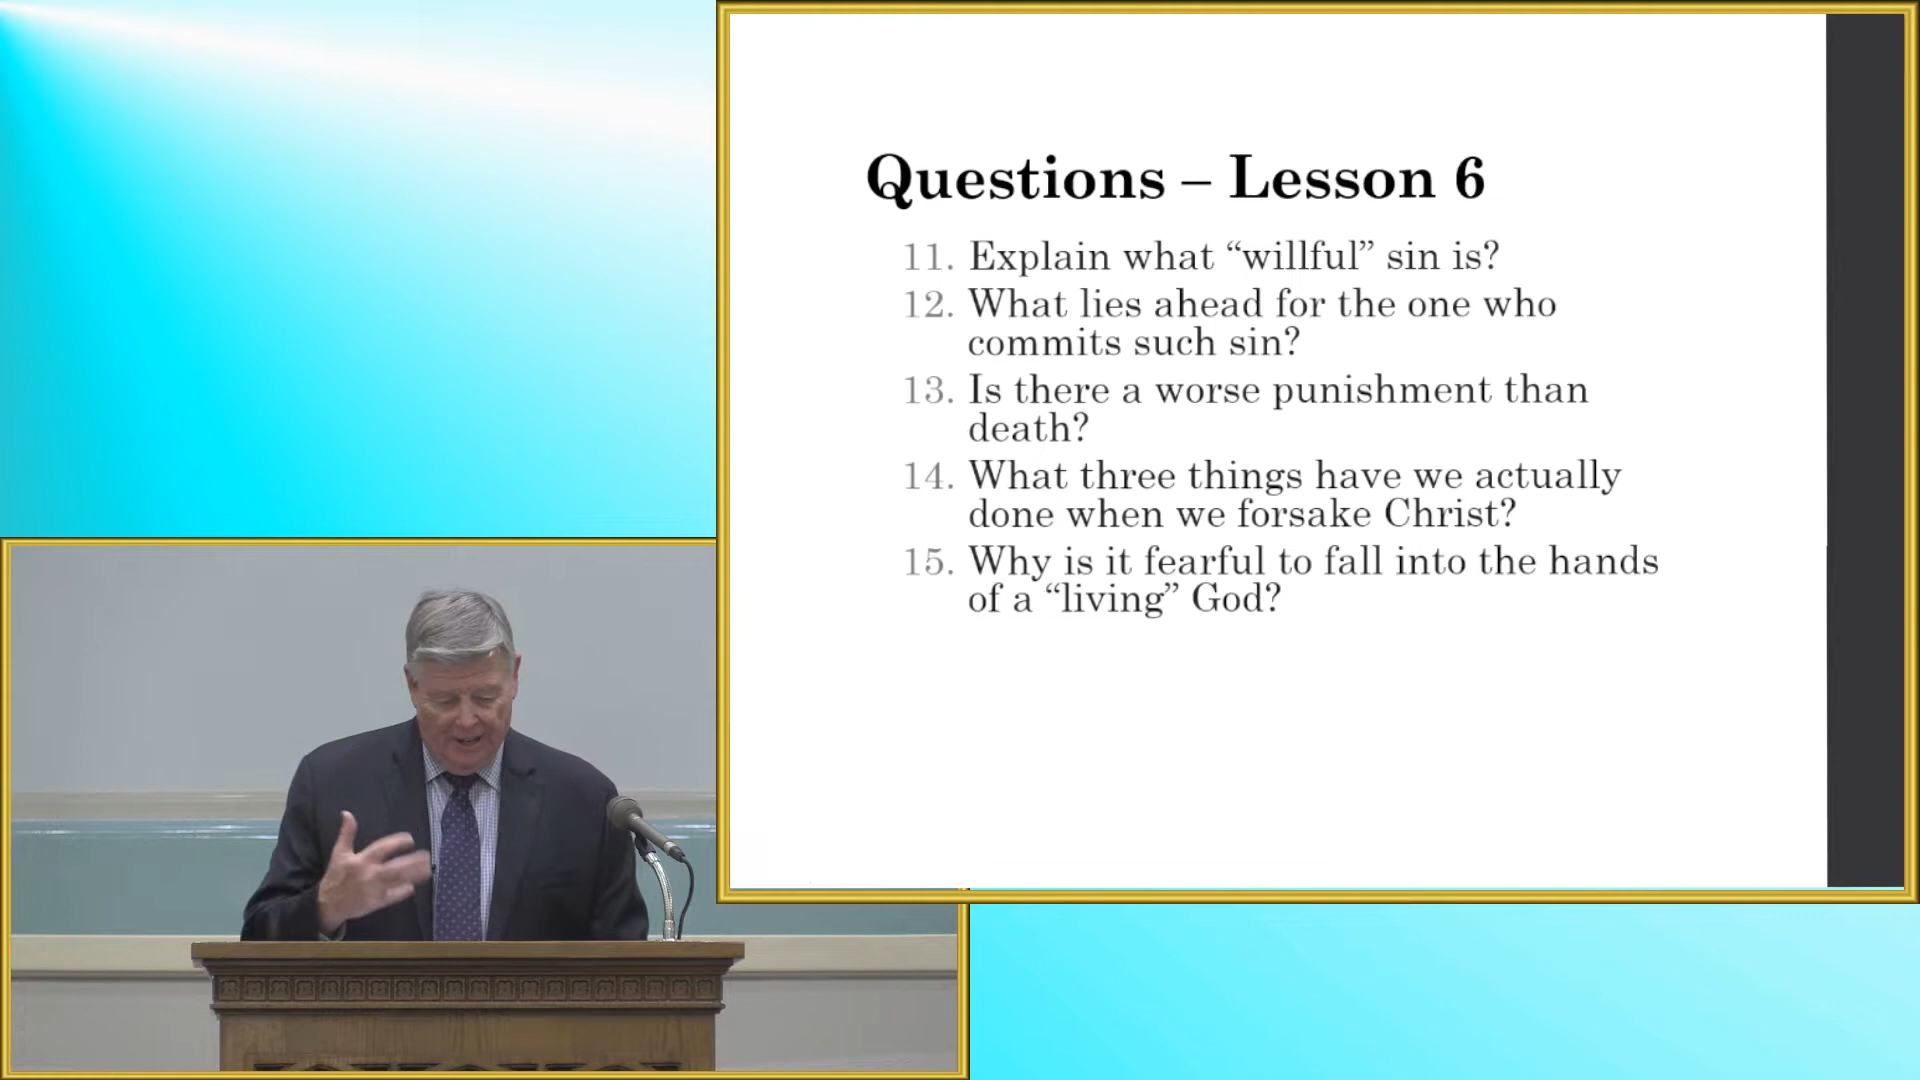 Questions – Lesson 6
11. Explain what “willful” sin is?
12. What lies ahead for the one who
commits such sin?
13. Is there a worse punishment than
death?
14. What three things have we actually
done when we forsake Christ?
15. Why is it fearful to fall into the hands
of a “living” God?